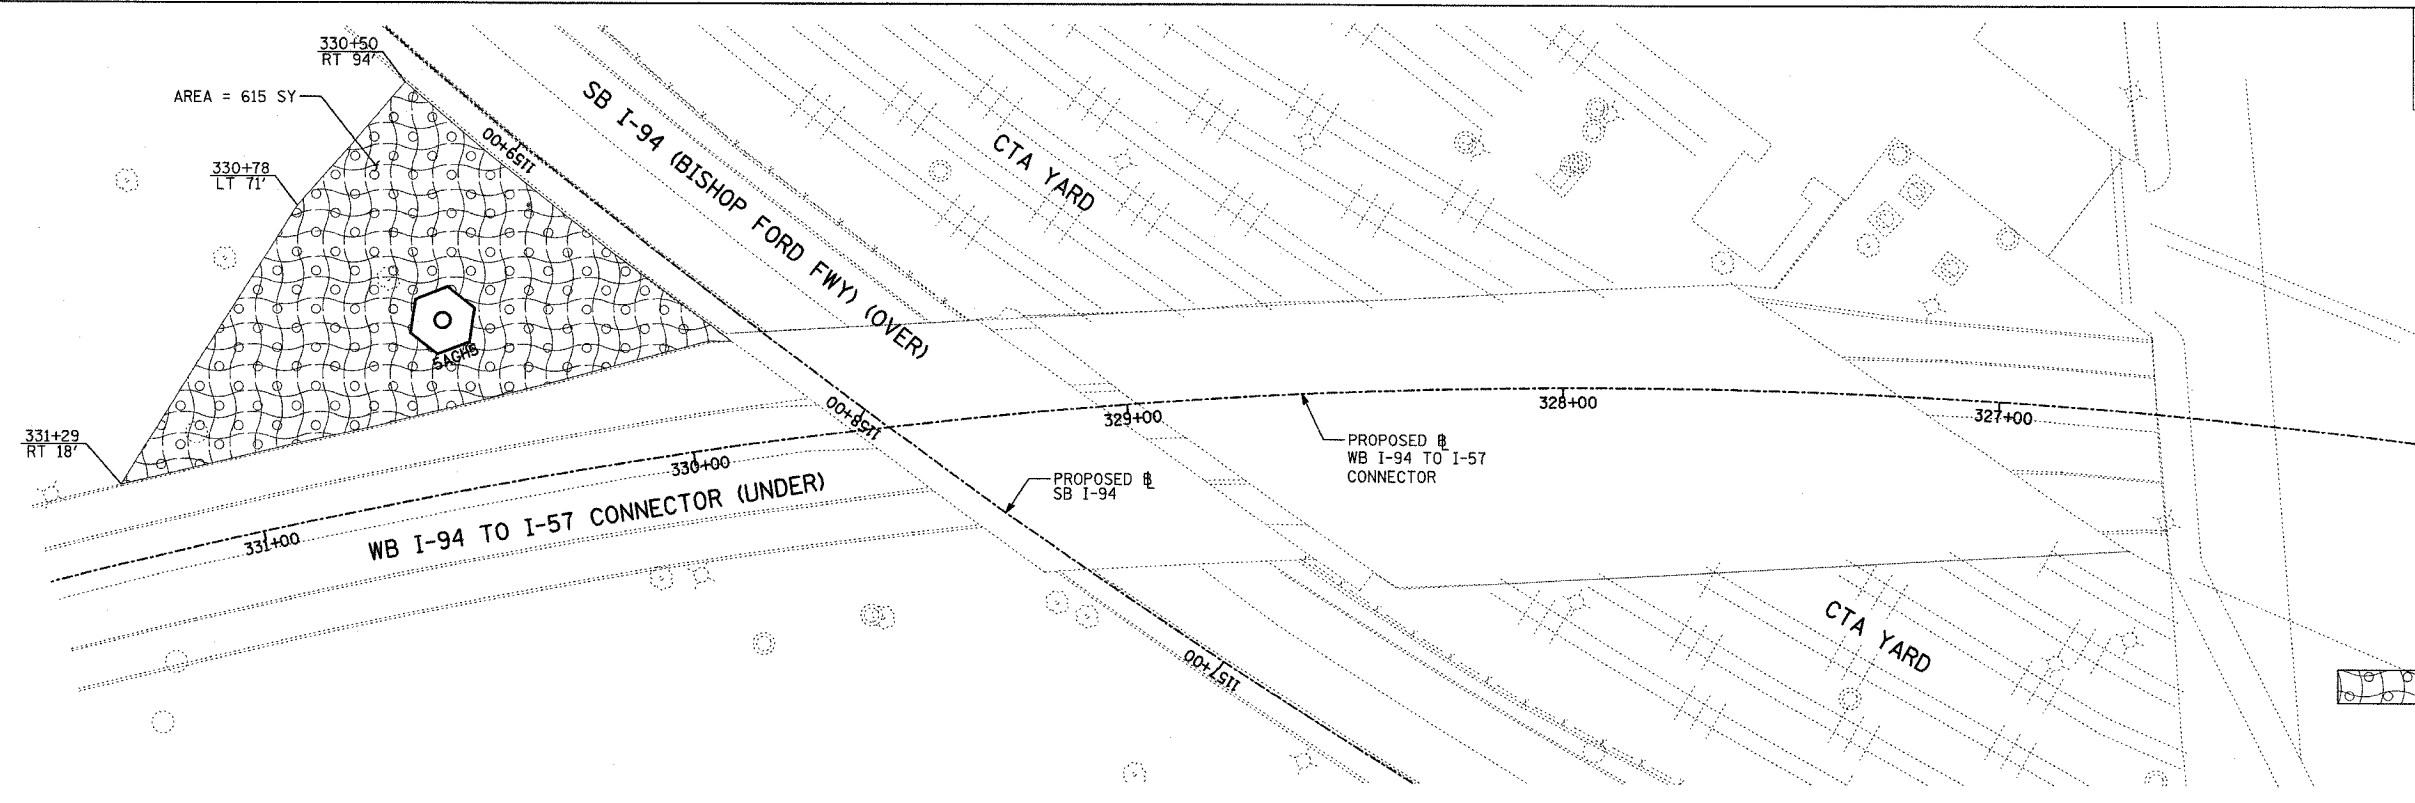 330+50
RT 94'
AREA = 615 SY
330+78
LT 71'
331+29
RT 18'
5AGHB
1159+00
SB I-94 (BISHOP FORD FWY) (OVER)
CTA YARD
1158+00
331+00
330+00
329+00
328+00
327+00
WB I-94 TO I-57 CONNECTOR (UNDER)
PROPOSED ℄
SB I-94
PROPOSED ℄
WB I-94 TO I-57
CONNECTOR
1157+00
CTA YARD